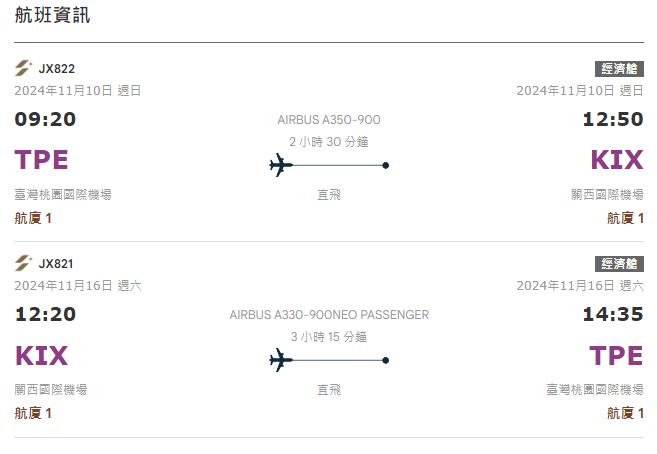 航班資訊
JX822 經濟艙
2024年11月10日 週日 2024年11月10日 週日
09:20 AIRBUS A350-900 12:50
2 小時 30 分鐘
TPE KIX
臺灣桃園國際機場 直飛 關西國際機場
航廈 1 航廈 1
JX821 經濟艙
2024年11月16日 週六 2024年11月16日 週六
12:20 AIRBUS A330-900NEO PASSENGER 14:35
3 小時 15 分鐘
KIX TPE
關西國際機場 直飛 臺灣桃園國際機場
航廈 1 航廈 1